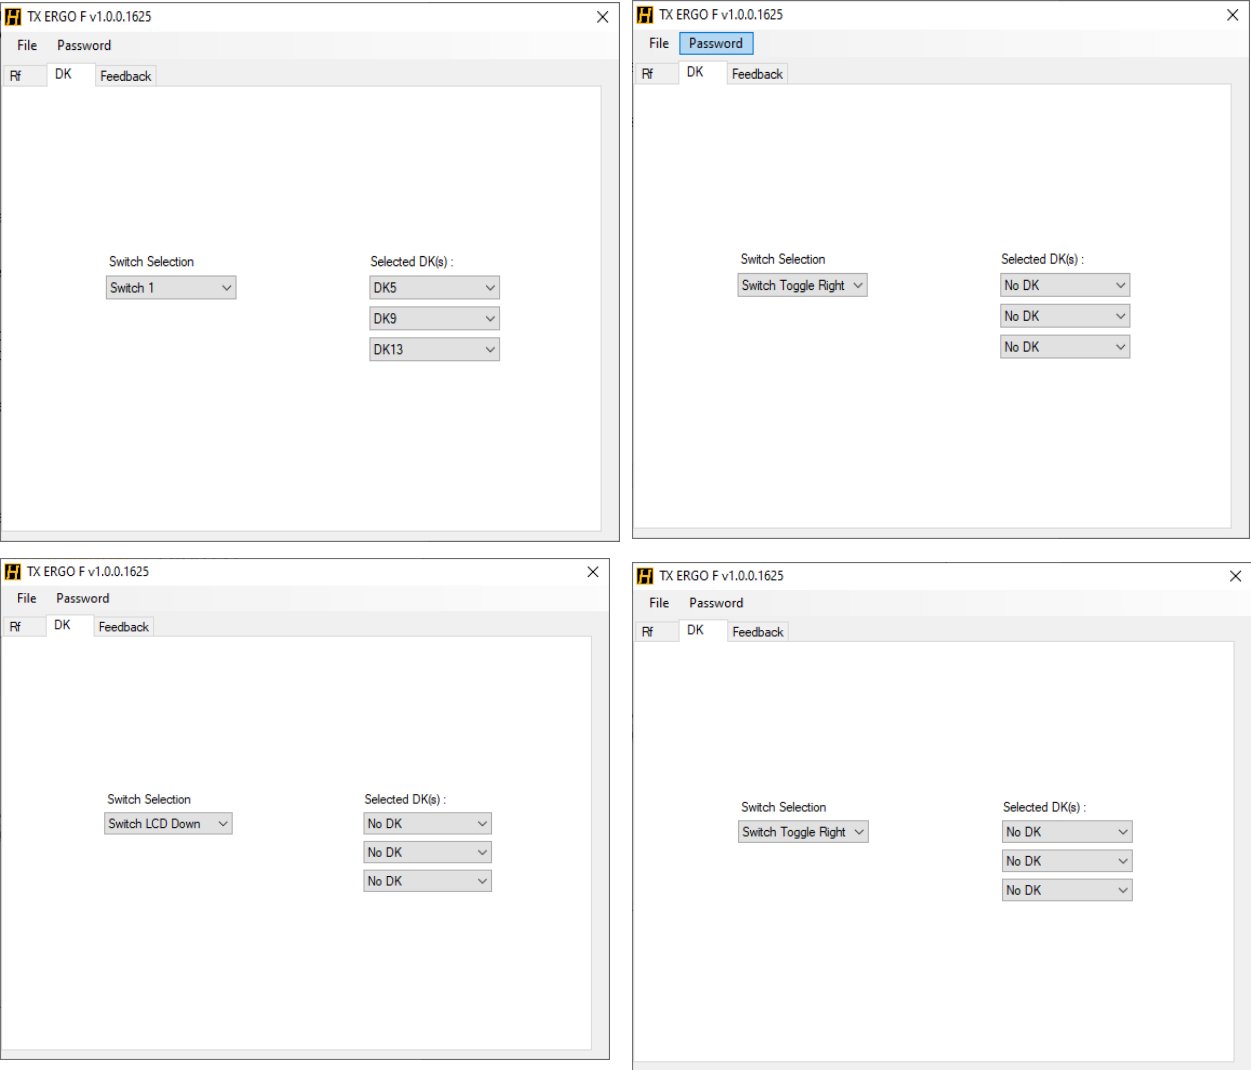 TX ERGO F v1.0.0.1625
File Password
Rf DK Feedback
Switch Selection
Switch 1
Selected DK(s) :
DK5
DK9
DK13
TX ERGO F v1.0.0.1625
File Password
Rf DK Feedback
Switch Selection
Switch Toggle Right
Selected DK(s) :
No DK
No DK
No DK
TX ERGO F v1.0.0.1625
File Password
Rf DK Feedback
Switch Selection
Switch LCD Down
Selected DK(s) :
No DK
No DK
No DK
TX ERGO F v1.0.0.1625
File Password
Rf DK Feedback
Switch Selection
Switch Toggle Right
Selected DK(s) :
No DK
No DK
No DK